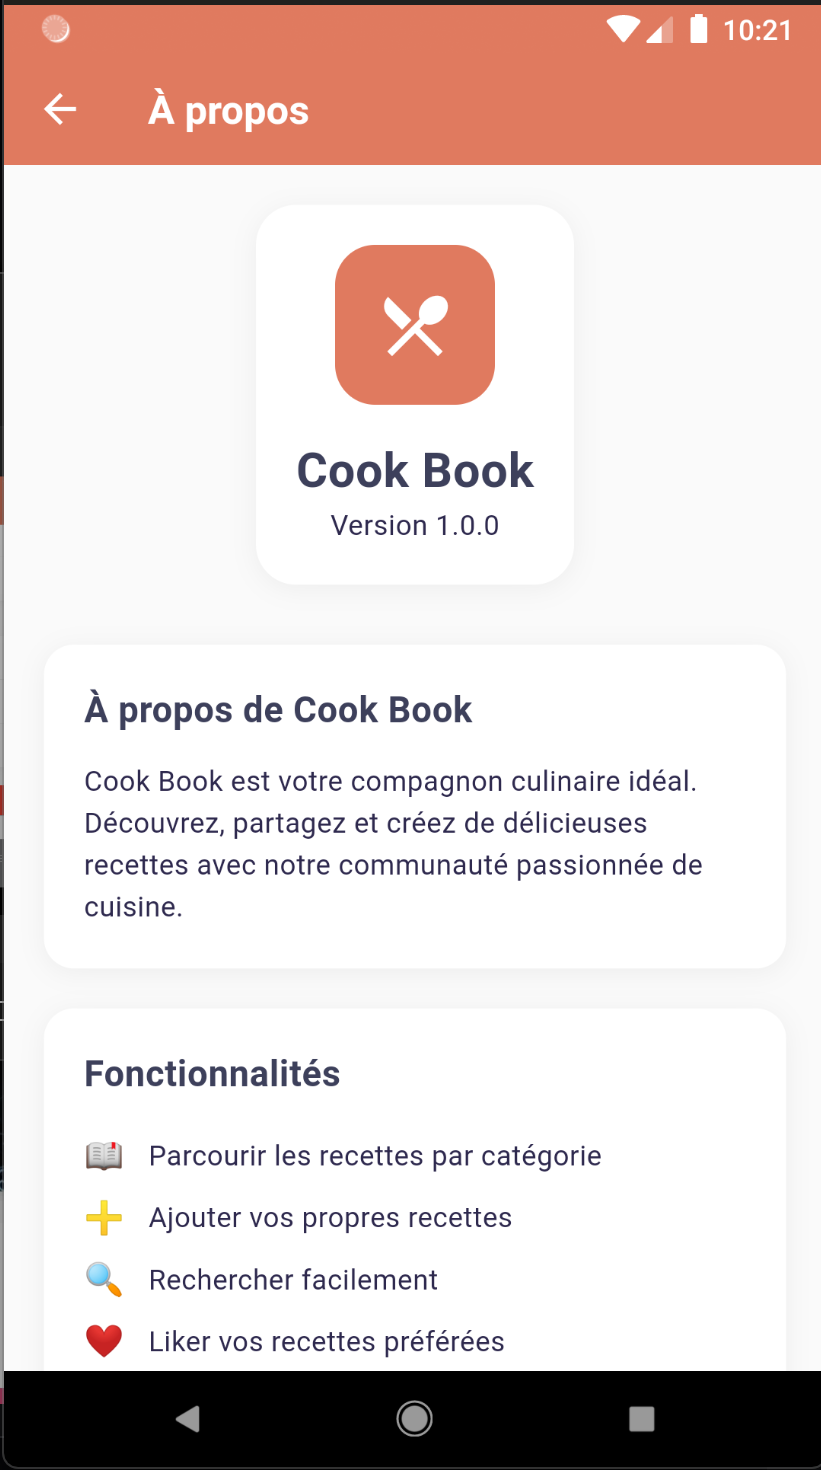 10:21
À propos
Cook Book
Version 1.0.0
À propos de Cook Book
Cook Book est votre compagnon culinaire idéal.
Découvrez, partagez et créez de délicieuses
recettes avec notre communauté passionnée de
cuisine.
Fonctionnalités
Parcourir les recettes par catégorie
Ajouter vos propres recettes
Rechercher facilement
Liker vos recettes préférées